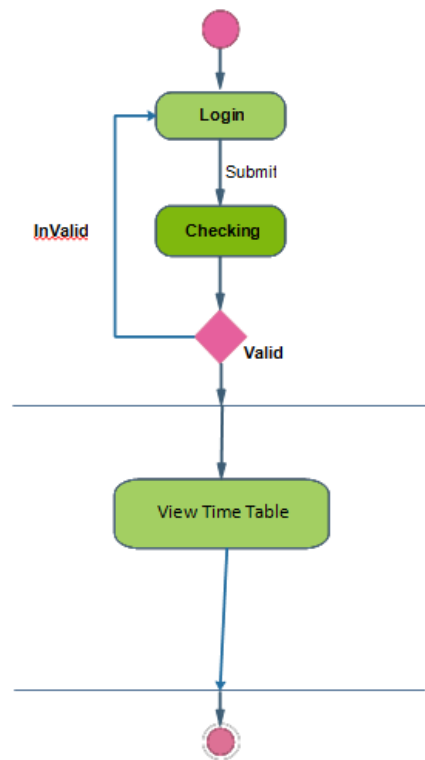 Login
Submit
InValid
Checking
Valid
View Time Table